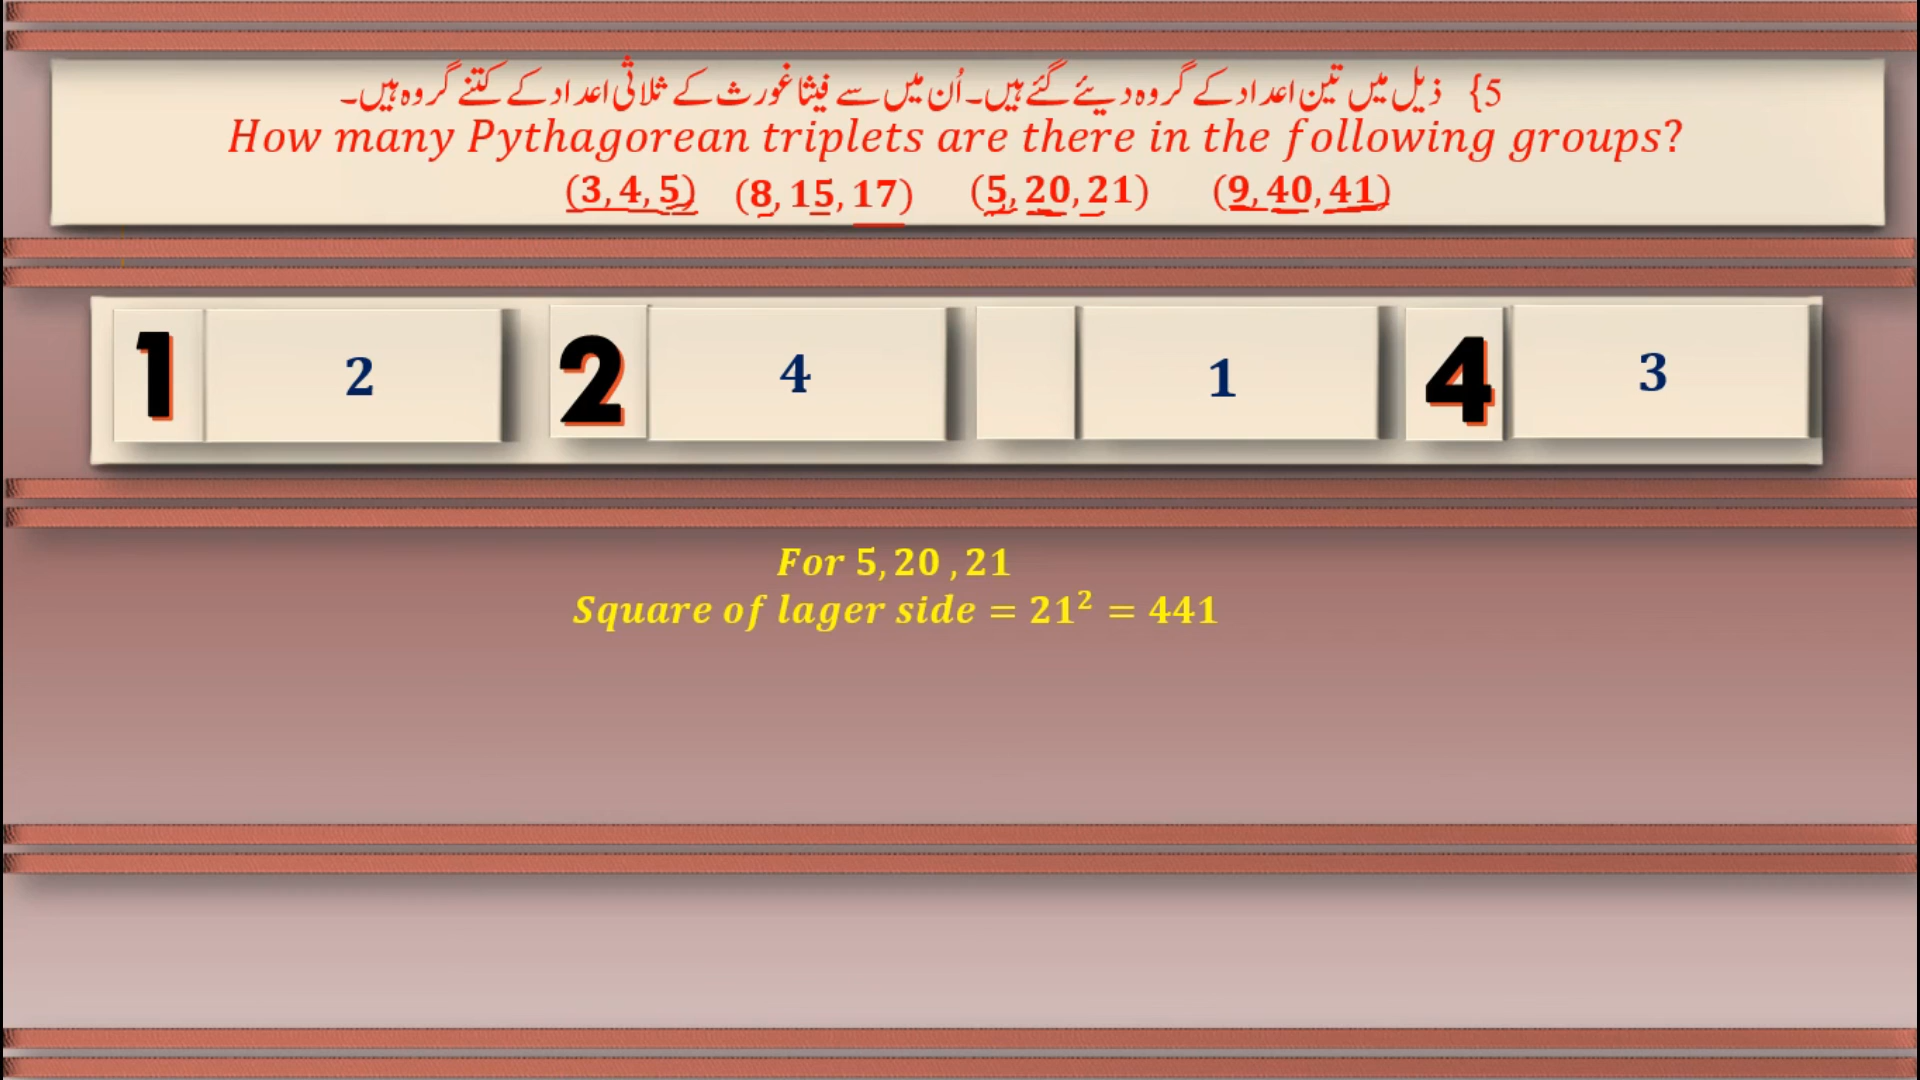 5} ذیل میں تین اعداد کے گروہ دیئے گئے ہیں۔ اُن میں سے فیثا غورث کے ثلاثی اعداد کے کتنے گروہ ہیں۔
How many Pythagorean triplets are there in the following groups?
(3, 4, 5) (8, 15, 17) (5, 20, 21) (9, 40, 41)
1 2 2 4 1 4 3
For 5, 20 , 21
Square of lager side = 21² = 441